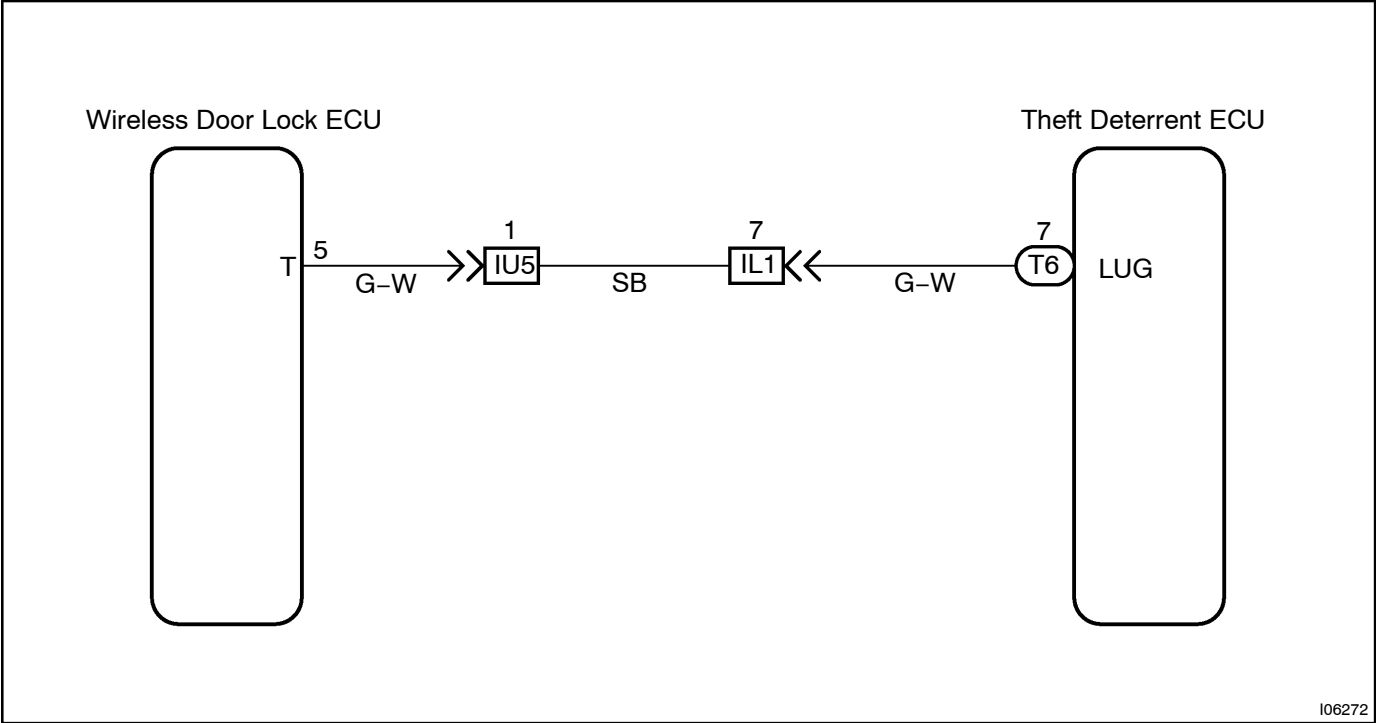 Wireless Door Lock ECU
Theft Deterrent ECU
T
5
G−W
1
IU5
SB
7
IL1
G−W
7
T6
LUG
I06272